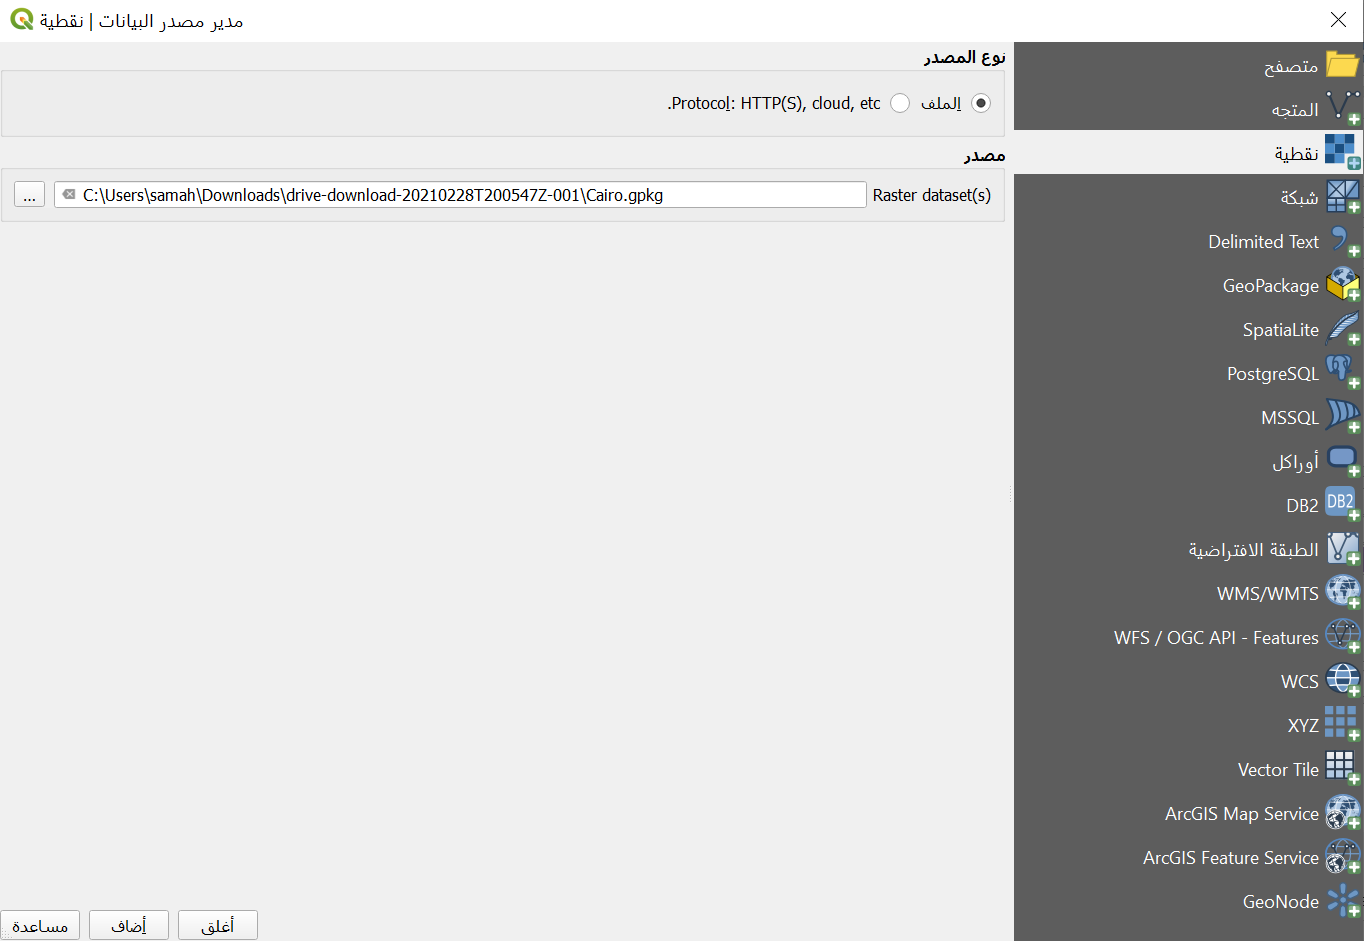 مدير مصدر البيانات | نقطية
نوع المصدر
الملف
Protocol: HTTP(S), cloud, etc.
مصدر
Raster dataset(s)
C:\Users\samah\Downloads\drive-download-20210228T200547Z-001\Cairo.gpkg
...
متصفح
المتجه
نقطية
شبكة
Delimited Text
GeoPackage
SpatiaLite
PostgreSQL
MSSQL
أوراكل
DB2
DB2
الطبقة الافتراضية
WMS/WMTS
WFS / OGC API - Features
WCS
XYZ
Vector Tile
ArcGIS Map Service
ArcGIS Feature Service
GeoNode
أغلق
أضاف
مساعدة